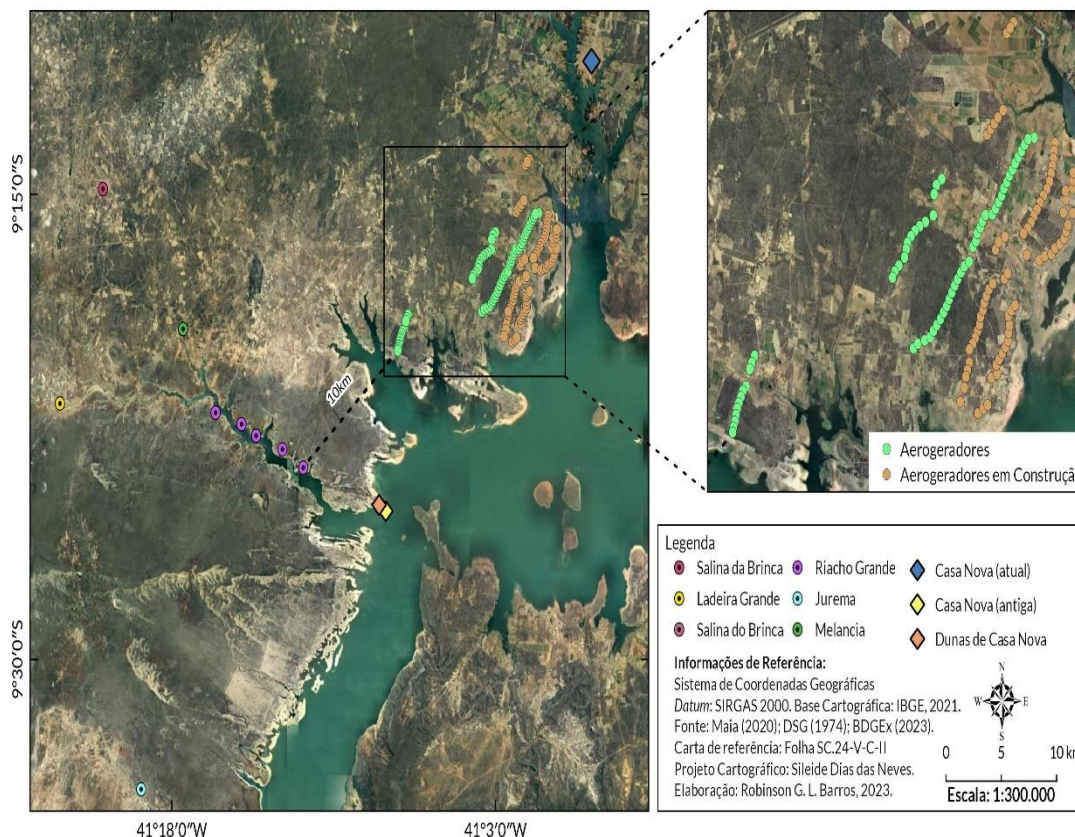 9°15'0"S
9°30'0"S
41°18'0"W
41°3'0"W
10km
Aerogeradores
Aerogeradores em Construçã
Legenda
Salina da Brinca
Ladeira Grande
Salina do Brinca
Riacho Grande
Jurema
Melancia
Casa Nova (atual)
Casa Nova (antiga)
Dunas de Casa Nova
Informações de Referência:
Sistema de Coordenadas Geográficas
Datum: SIRGAS 2000. Base Cartográfica: IBGE, 2021.
Fonte: Maia (2020); DSG (1974); BDGEx (2023).
Carta de referência: Folha SC.24-V-C-II
Projeto Cartográfico: Sileide Dias das Neves.
Elaboração: Robinson G. L. Barros, 2023.
N
W E
S
0 5 10 km
Escala: 1:300.000